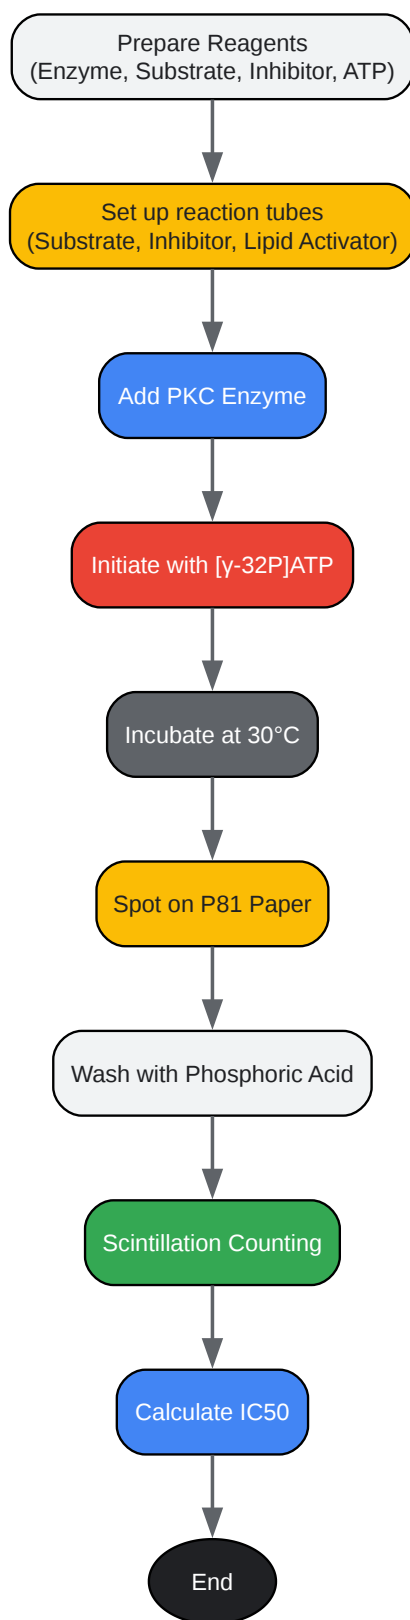 Prepare Reagents
(Enzyme, Substrate, Inhibitor, ATP)
Set up reaction tubes
(Substrate, Inhibitor, Lipid Activator)
Add PKC Enzyme
Initiate with [γ-32P]ATP
Incubate at 30°C
Spot on P81 Paper
Wash with Phosphoric Acid
Scintillation Counting
Calculate IC50
End